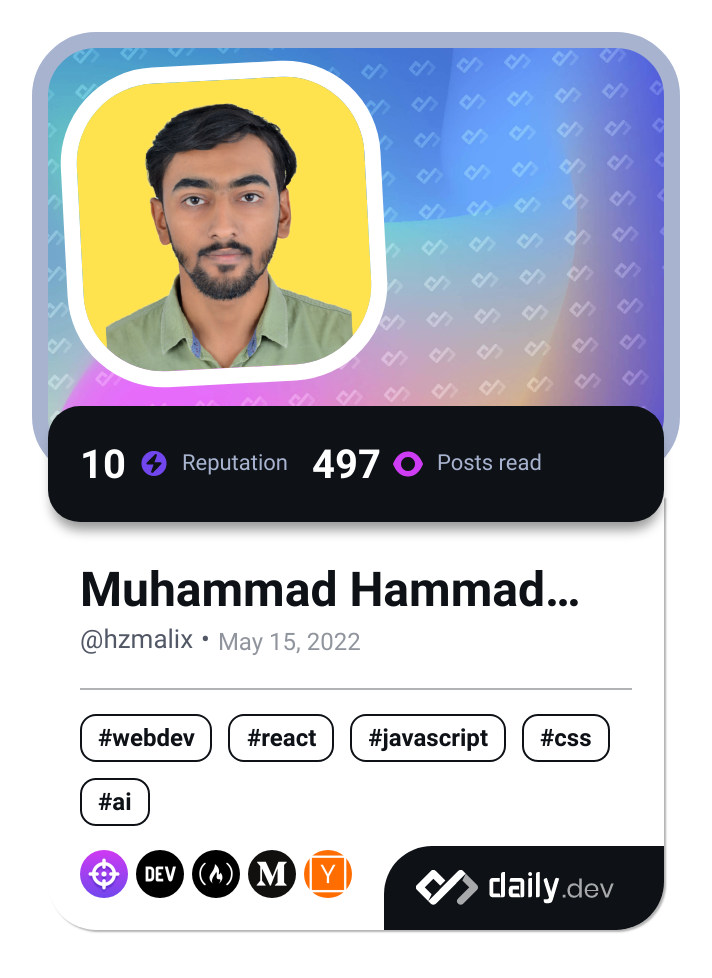 10 Reputation 497 Posts read
Muhammad Hammad...
@hzmalix • May 15, 2022
#webdev #react #javascript #css
#ai
DEV M Y daily.dev